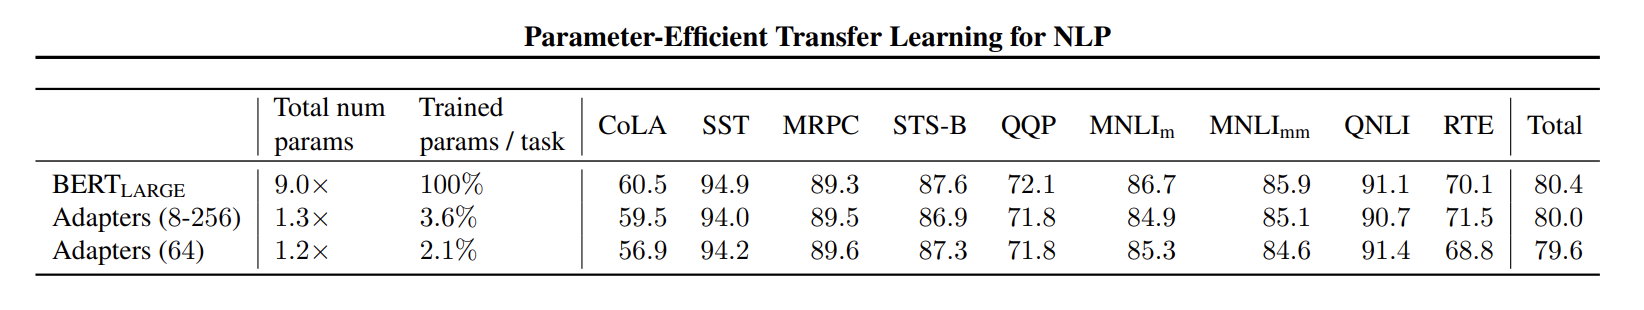 Parameter-Efficient Transfer Learning for NLP
Total num params Trained params / task CoLA SST MRPC STS-B QQP MNLIm MNLImm QNLI RTE Total
BERTLARGE 9.0× 100% 60.5 94.9 89.3 87.6 72.1 86.7 85.9 91.1 70.1 80.4
Adapters (8-256) 1.3× 3.6% 59.5 94.0 89.5 86.9 71.8 84.9 85.1 90.7 71.5 80.0
Adapters (64) 1.2× 2.1% 56.9 94.2 89.6 87.3 71.8 85.3 84.6 91.4 68.8 79.6